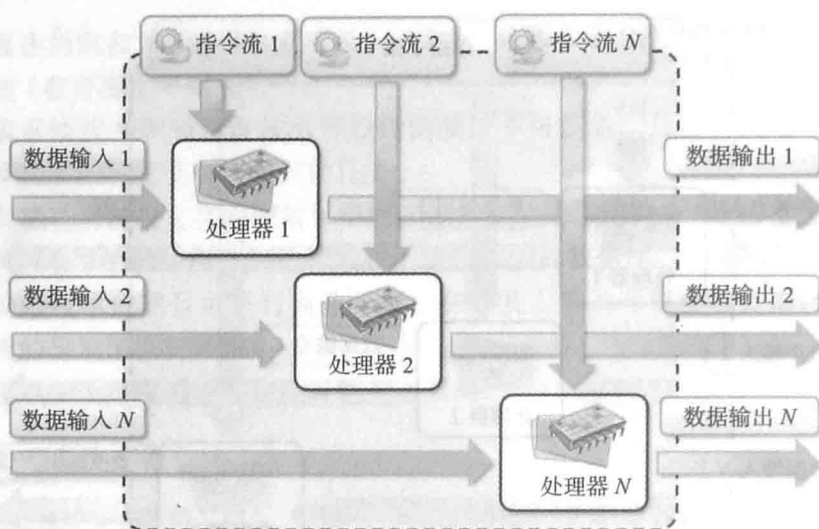 指令流 1
指令流 2
指令流 N
数据输入 1
数据输出 1
处理器 1
数据输入 2
数据输出 2
处理器 2
数据输入 N
数据输出 N
处理器 N